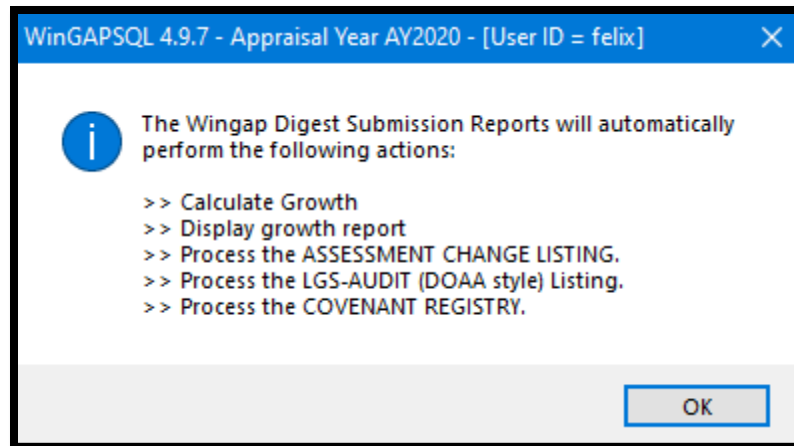 WinGAPSQL 4.9.7 - Appraisal Year AY2020 - [User ID = felix]
The Wingap Digest Submission Reports will automatically
perform the following actions:
>> Calculate Growth
>> Display growth report
>> Process the ASSESSMENT CHANGE LISTING.
>> Process the LGS-AUDIT (DOAA style) Listing.
>> Process the COVENANT REGISTRY.
OK